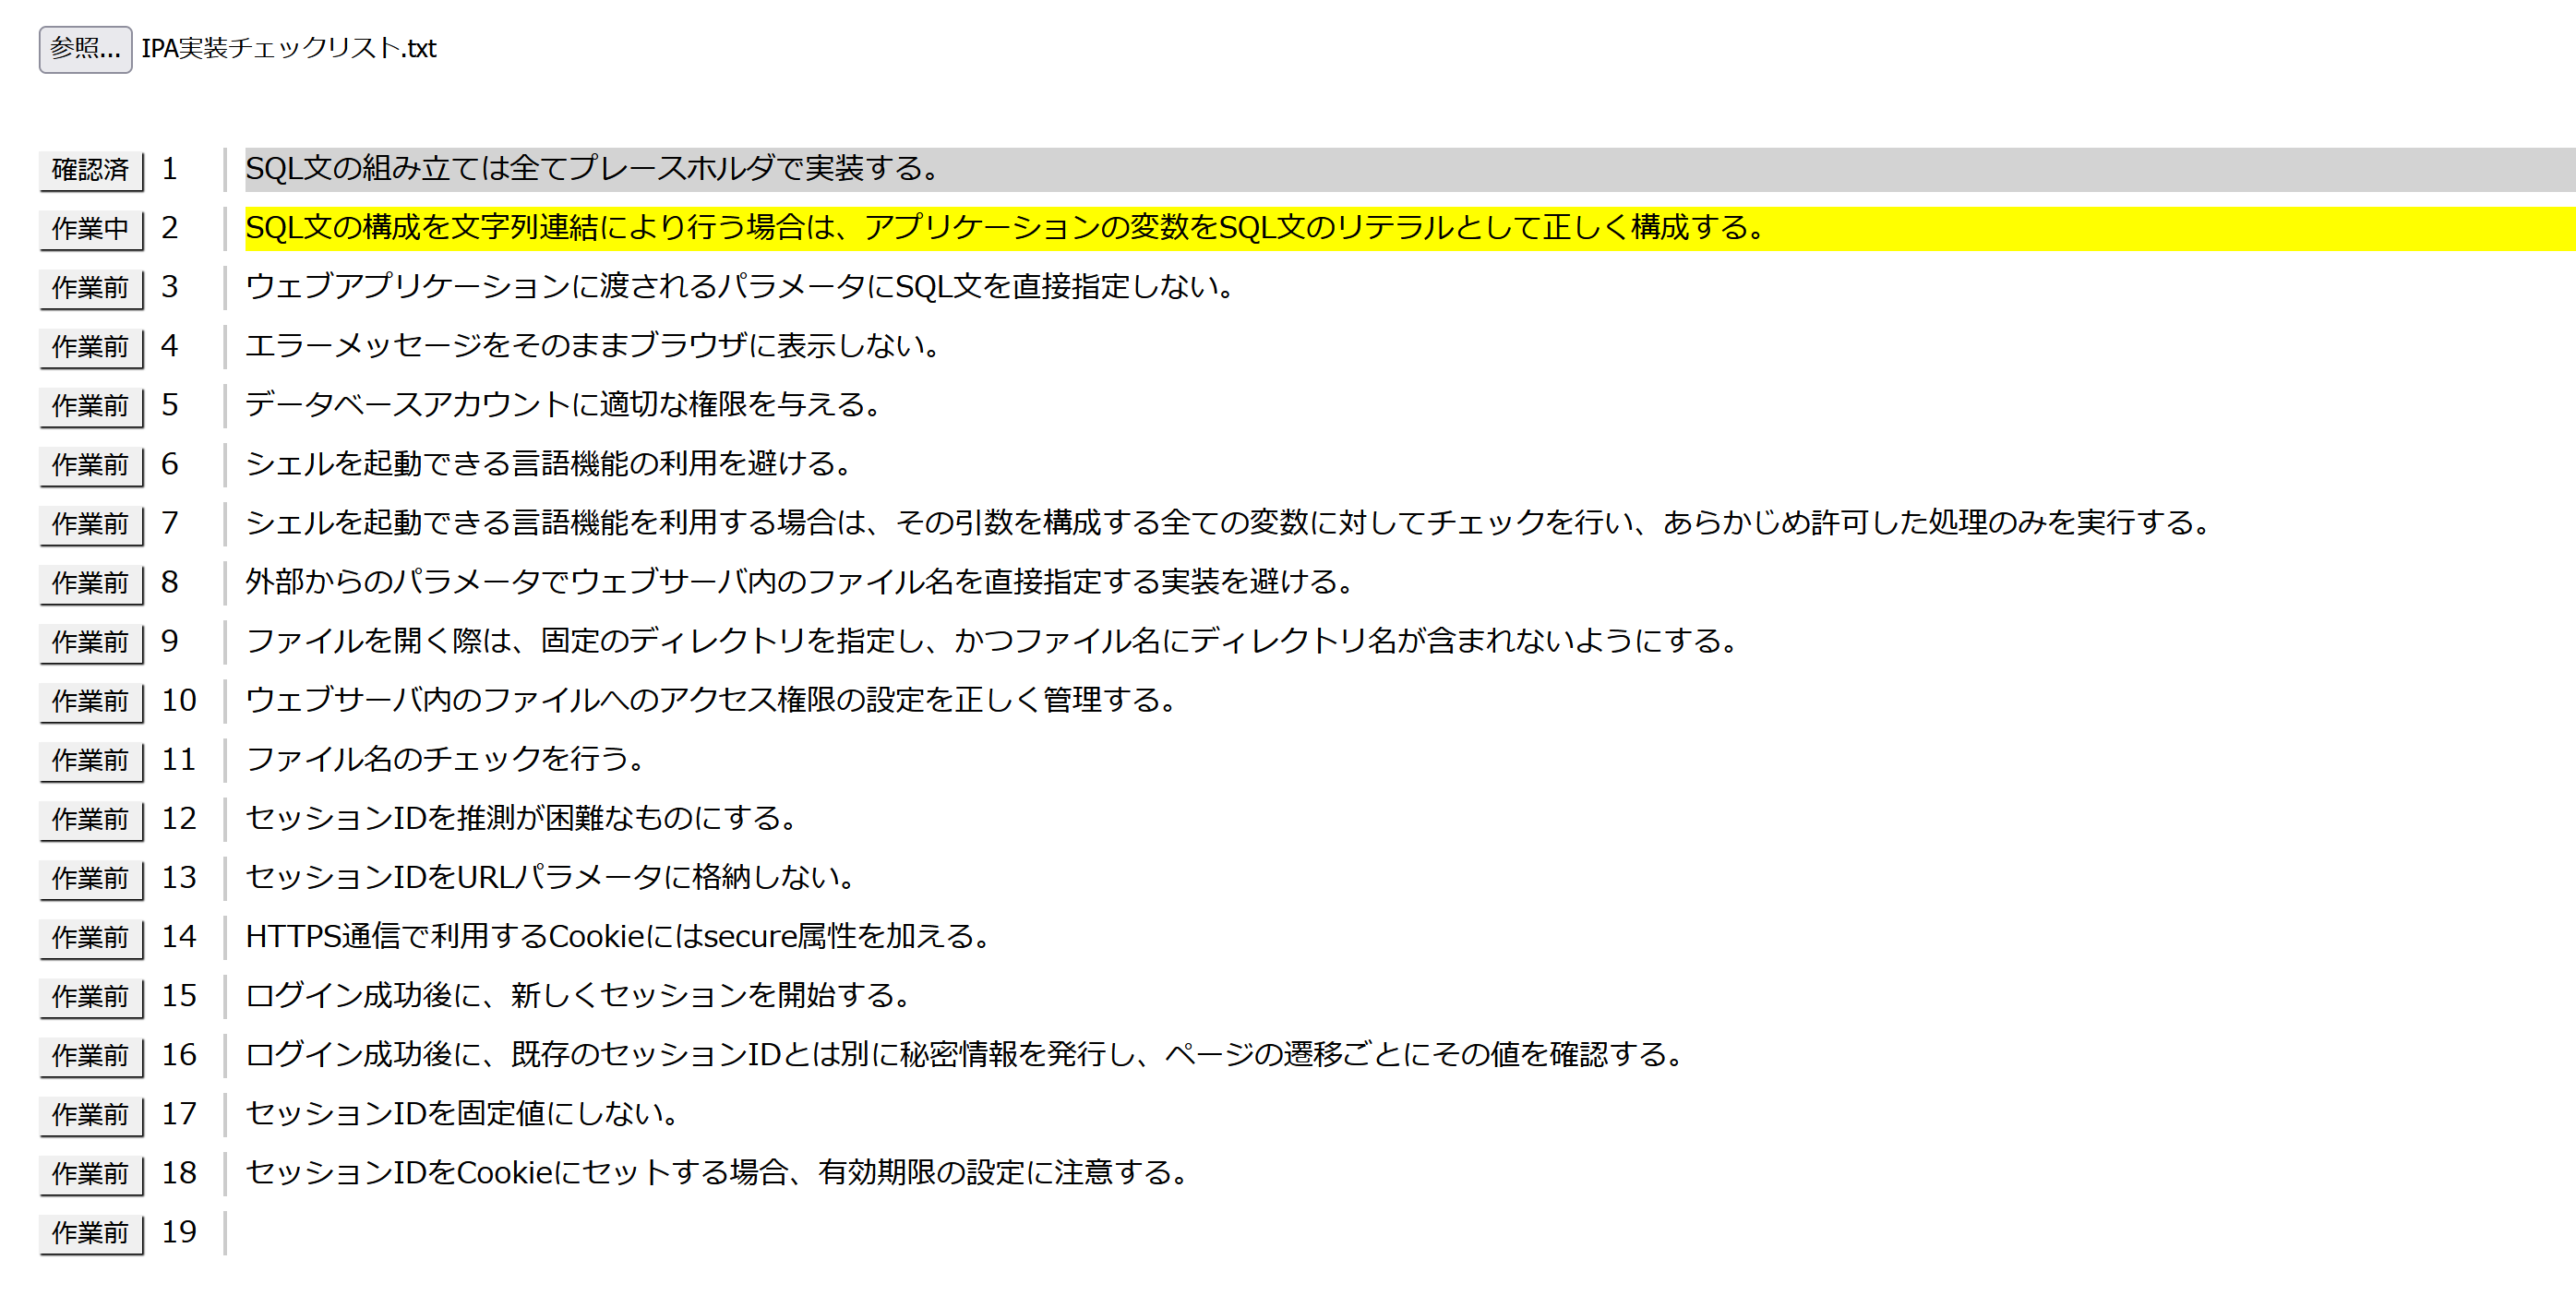 参照... IPA実装チェックリスト.txt
確認済 1 SQL文の組み立ては全てプレースホルダで実装する。
作業中 2 SQL文の構成を文字列連結により行う場合は、アプリケーションの変数をSQL文のリテラルとして正しく構成する。
作業前 3 ウェブアプリケーションに渡されるパラメータにSQL文を直接指定しない。
作業前 4 エラーメッセージをそのままブラウザに表示しない。
作業前 5 データベースアカウントに適切な権限を与える。
作業前 6 シェルを起動できる言語機能の利用を避ける。
作業前 7 シェルを起動できる言語機能を利用する場合は、その引数を構成する全ての変数に対してチェックを行い、あらかじめ許可した処理のみを実行する。
作業前 8 外部からのパラメータでウェブサーバ内のファイル名を直接指定する実装を避ける。
作業前 9 ファイルを開く際は、固定のディレクトリを指定し、かつファイル名にディレクトリ名が含まれないようにする。
作業前 10 ウェブサーバ内のファイルへのアクセス権限の設定を正しく管理する。
作業前 11 ファイル名のチェックを行う。
作業前 12 セッションIDを推測が困難なものにする。
作業前 13 セッションIDをURLパラメータに格納しない。
作業前 14 HTTPS通信で利用するCookieにはsecure属性を加える。
作業前 15 ログイン成功後に、新しくセッションを開始する。
作業前 16 ログイン成功後に、既存のセッションIDとは別に秘密情報を発行し、ページの遷移ごとにその値を確認する。
作業前 17 セッションIDを固定値にしない。
作業前 18 セッションIDをCookieにセットする場合、有効期限の設定に注意する。
作業前 19